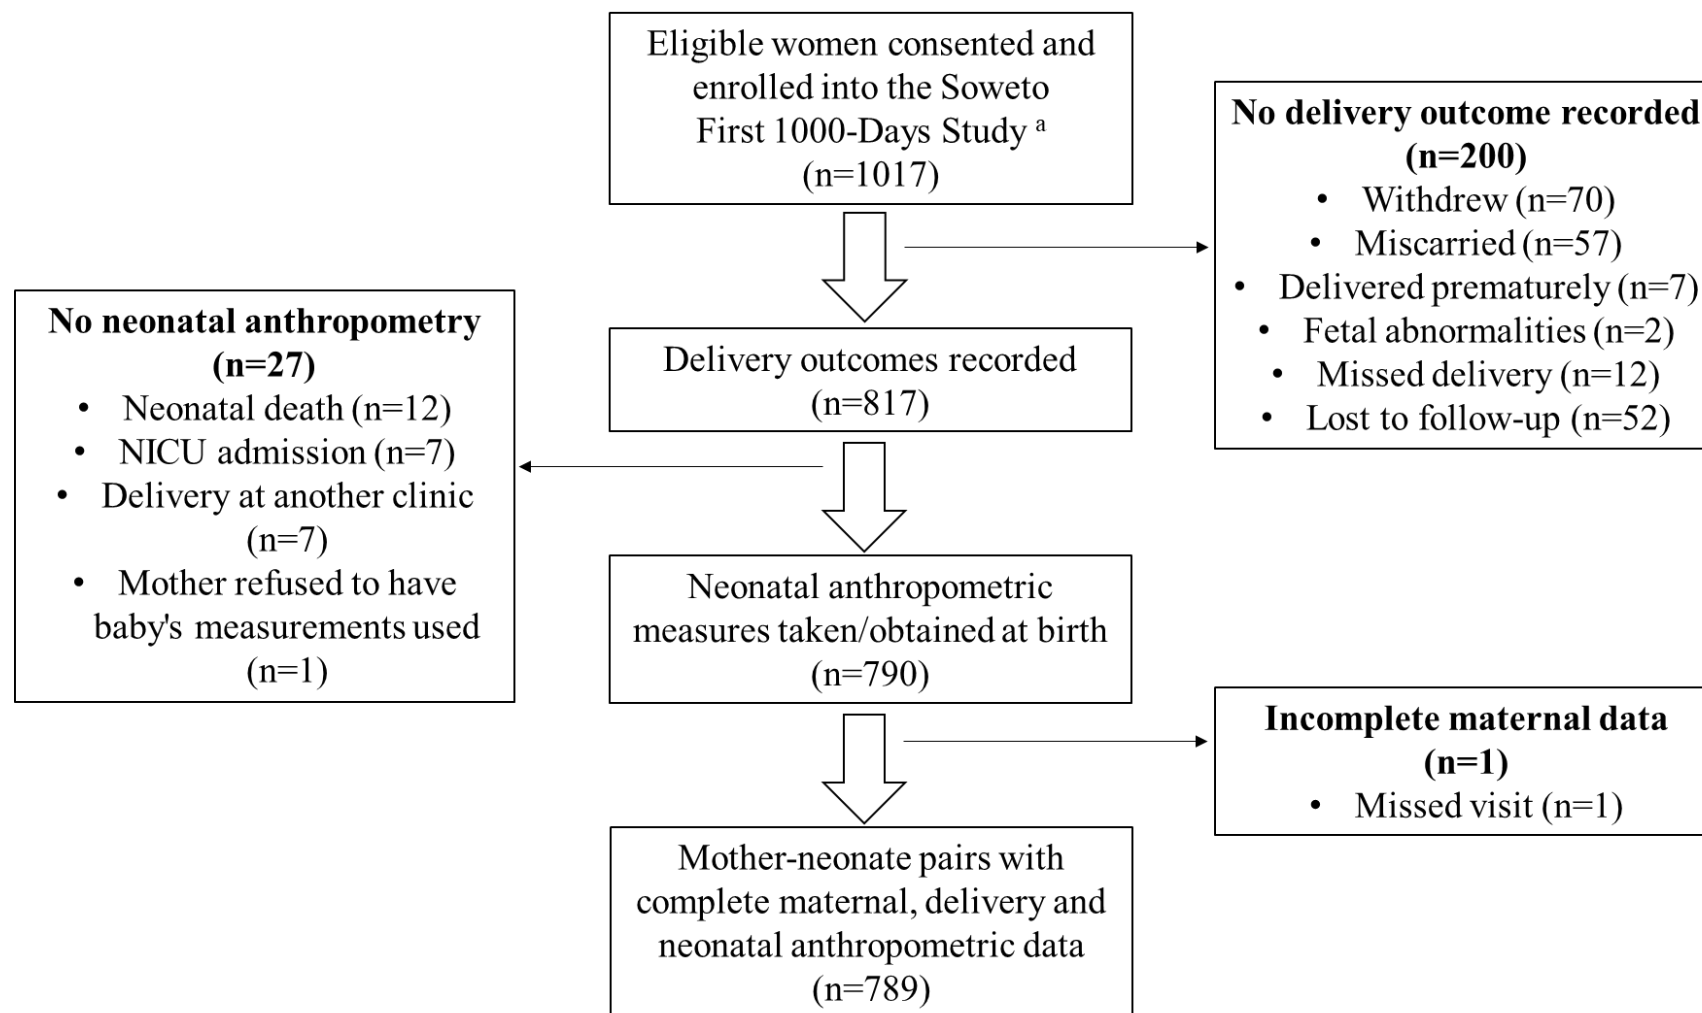 Eligible women consented and
enrolled into the Soweto
First 1000-Days Study ᵃ
(n=1017)
No delivery outcome recorded
(n=200)
• Withdrew (n=70)
• Miscarried (n=57)
• Delivered prematurely (n=7)
• Fetal abnormalities (n=2)
• Missed delivery (n=12)
• Lost to follow-up (n=52)
Delivery outcomes recorded
(n=817)
No neonatal anthropometry
(n=27)
• Neonatal death (n=12)
• NICU admission (n=7)
• Delivery at another clinic
(n=7)
• Mother refused to have
baby's measurements used
(n=1)
Neonatal anthropometric
measures taken/obtained at birth
(n=790)
Incomplete maternal data
(n=1)
• Missed visit (n=1)
Mother-neonate pairs with
complete maternal, delivery and
neonatal anthropometric data
(n=789)